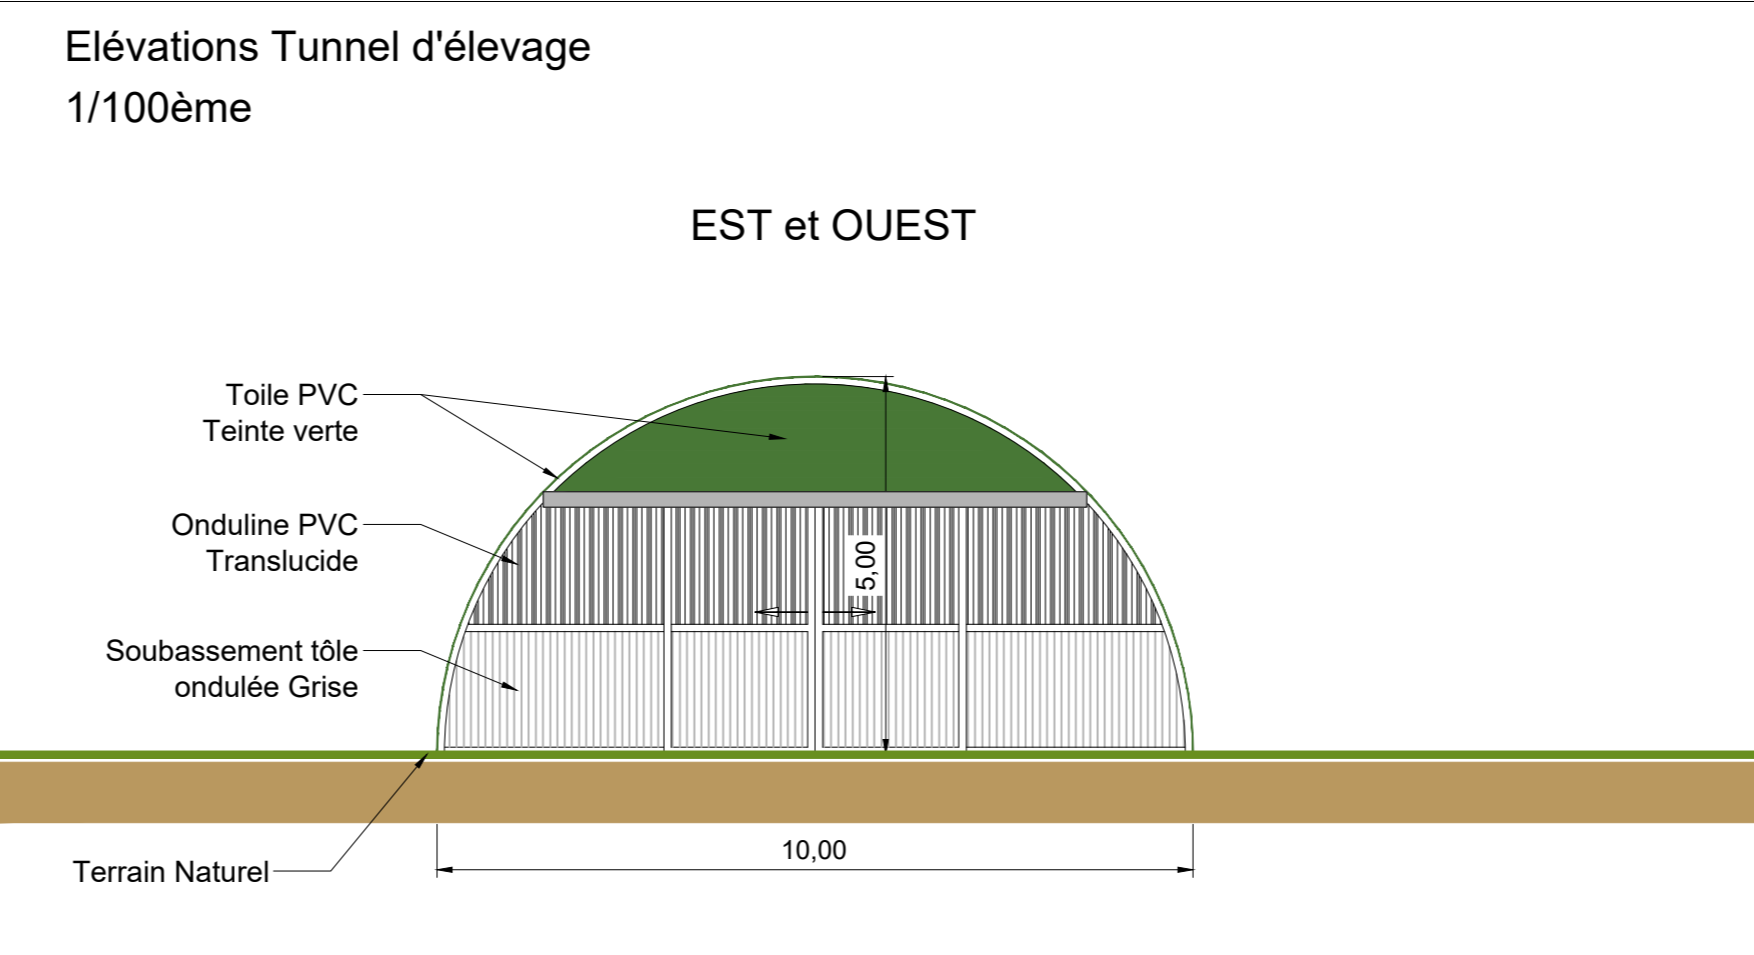 Elévations Tunnel d'élevage
1/100ème
EST et OUEST
Toile PVC
Teinte verte
Onduline PVC
Translucide
5,00
Soubassement tôle
ondulée Grise
10,00
Terrain Naturel